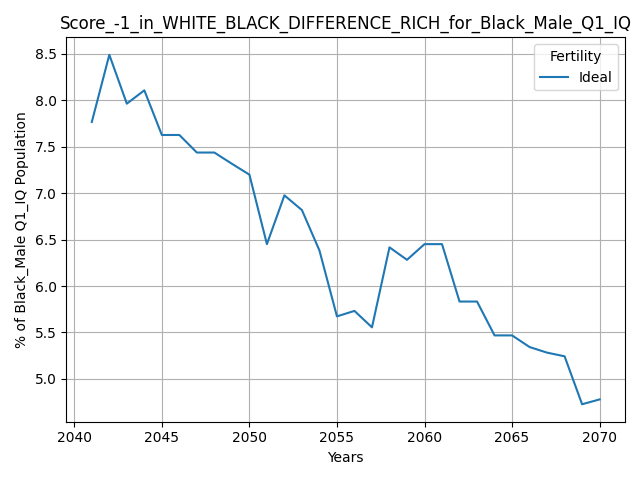 Score_-1_in_WHITE_BLACK_DIFFERENCE_RICH_for_Black_Male_Q1_IQ
Fertility
Ideal
% of Black_Male Q1_IQ Population
8.5
8.0
7.5
7.0
6.5
6.0
5.5
5.0
2040 2045 2050 2055 2060 2065 2070
Years